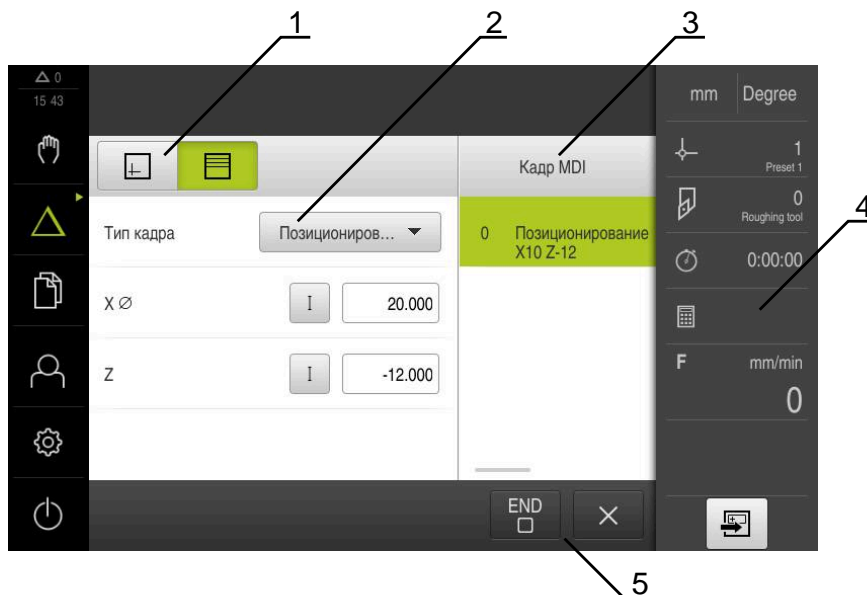 1
2
3
△ 0
15 43
mm
Degree
Кадр MDI
1
Preset 1
0
Roughing tool
4
Тип кадра
Позициониров...
0 Позиционирование
X10 Z-12
0:00:00
X ∅
I
20.000
Z
I
-12.000
F
mm/min
0
END
5